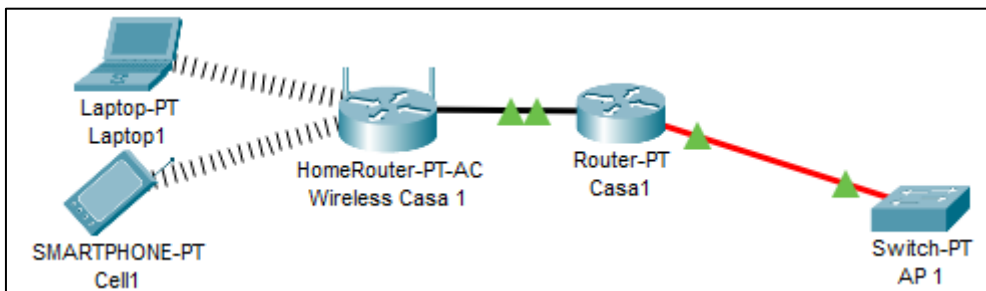 Laptop-PT
Laptop1
SMARTPHONE-PT
Cell1
HomeRouter-PT-AC
Wireless Casa 1
Router-PT
Casa1
Switch-PT
AP 1